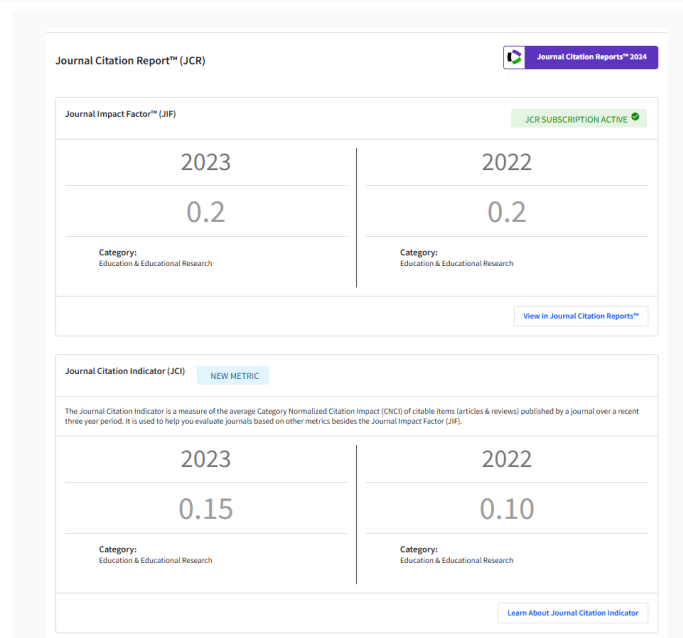 Journal Citation Report™ (JCR)
Journal Citation Reports™ 2024
Journal Impact Factor™ (JIF)
JCR SUBSCRIPTION ACTIVE
2023
0.2
Category:
Education & Educational Research
2022
0.2
Category:
Education & Educational Research
View in Journal Citation Reports™
Journal Citation Indicator (JCI)
NEW METRIC
The Journal Citation Indicator is a measure of the average Category Normalized Citation Impact (CNCI) of citable items (articles & reviews) published by a journal over a recent
three year period. It is used to help you evaluate journals based on other metrics besides the Journal Impact Factor (JIF).
2023
0.15
Category:
Education & Educational Research
2022
0.10
Category:
Education & Educational Research
Learn About Journal Citation Indicator